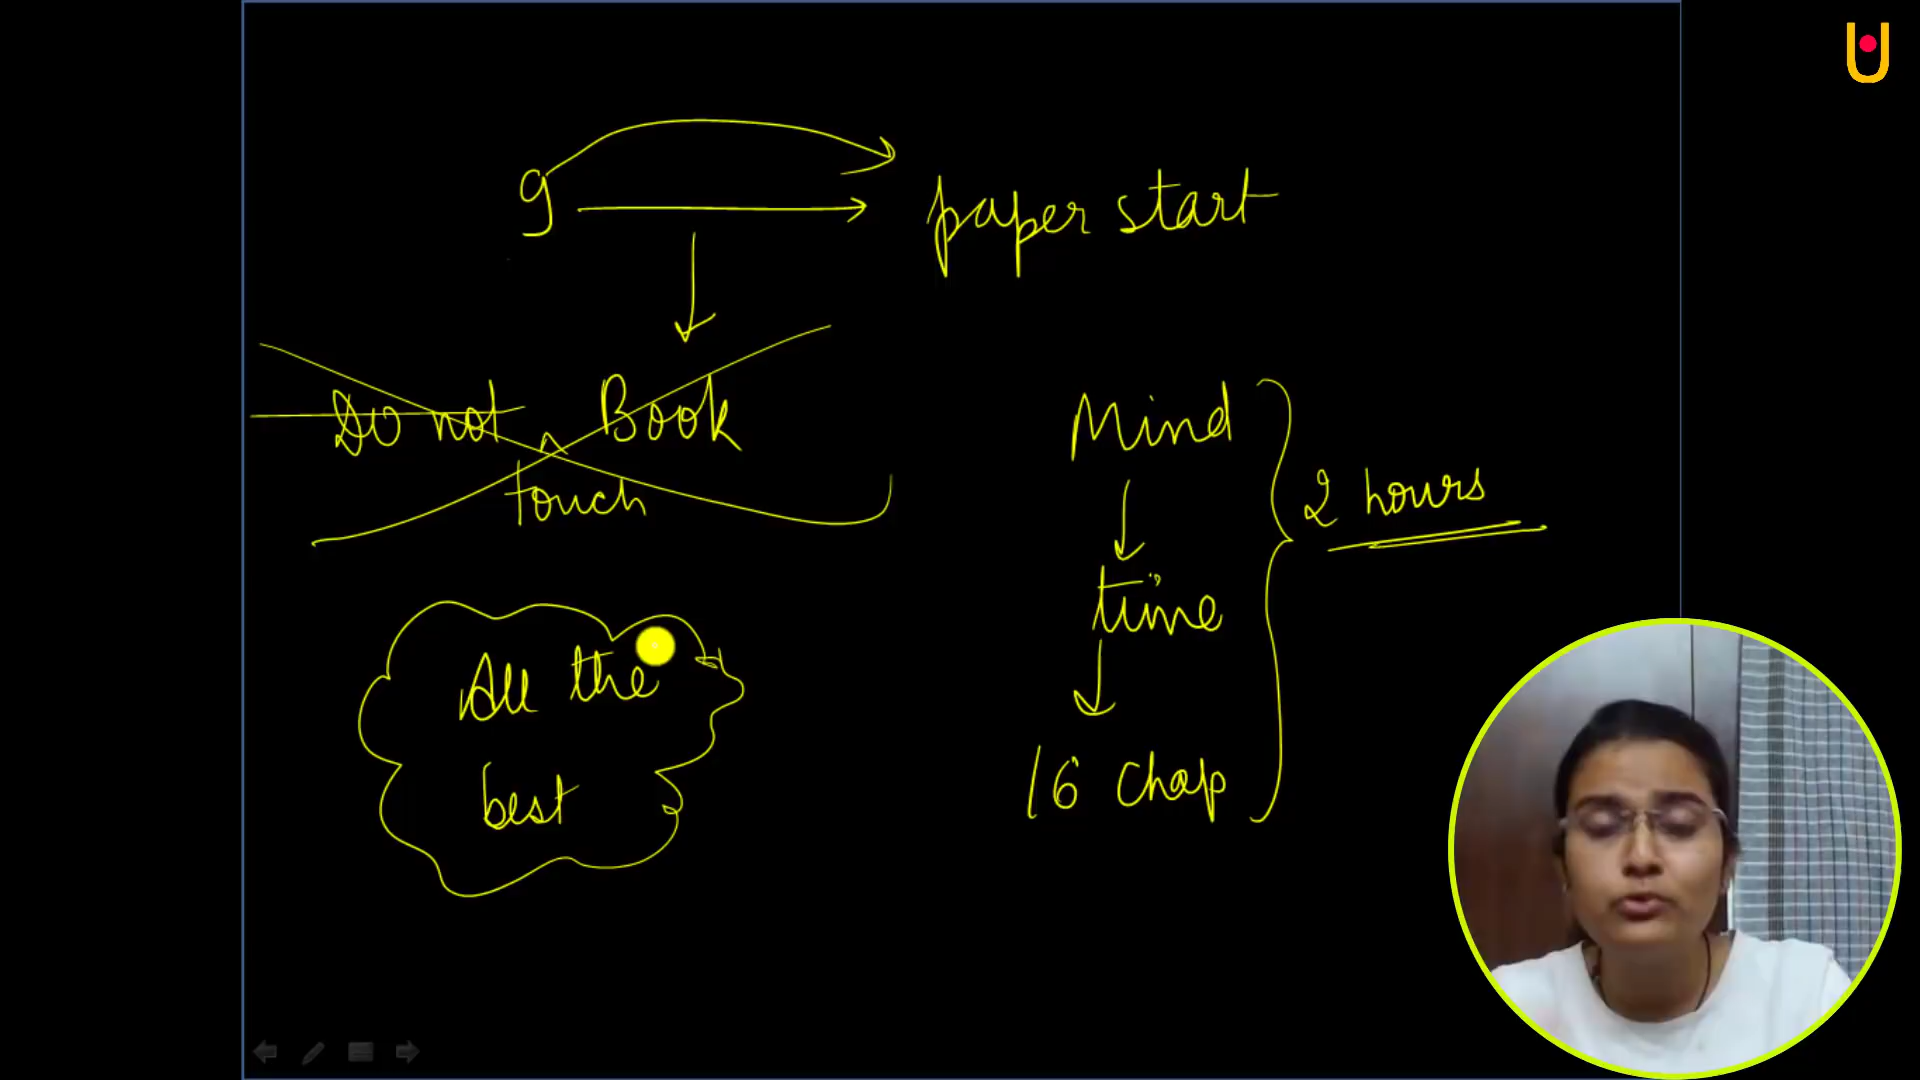 9 paper start
Do not touch Book
Mind
2 hours
time
16 Chap
All the
best